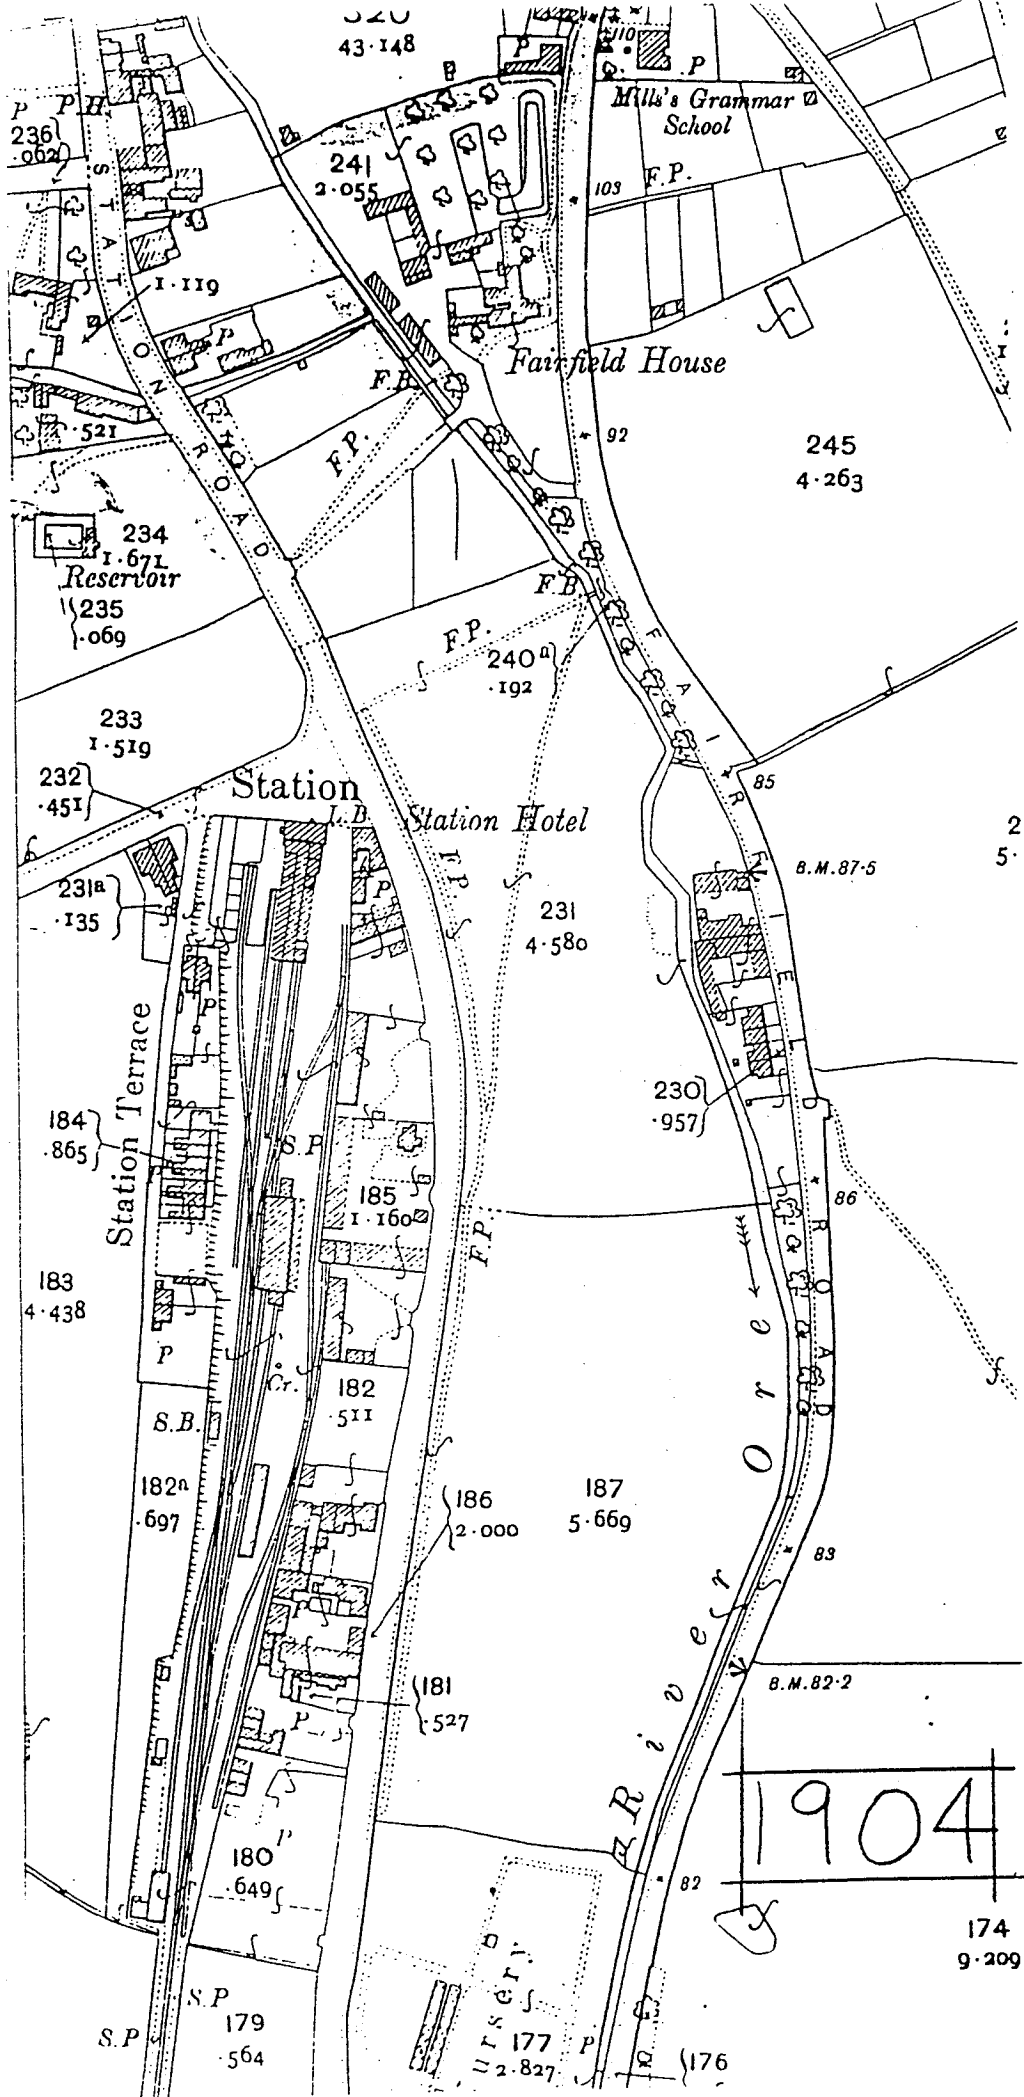 43·148
P
110
P
Mills's Grammar
School
P
P.H.
236
.062
241
2.055
103
F.P.
STATION ROAD
1·119
P
Fairfield House
F.B.
·521
F.P.
92
245
4·263
234
1·671
Reservoir
235
.069
F.B
F.P.
240a
·192
233
1·519
232
.451
Station
L.B
Station Hotel
85
FAIRFIELD ROAD
F.P.
B.M.87·5
231a
·135
P
231
4·580
2
5·
P
Station Terrace
S.P
230
.957
184
.865
P
185
1·160
86
F.P.
183
4·438
P
Cr.
182
·511
S.B.
182a
·697
186
2·000
187
5·669
83
River Ore
P
181
·527
P
B.M.82·2
1904
P
180
.649
82
174
9·209
S.P
S.P
179
·564
Nursery
177
2·827
P
176